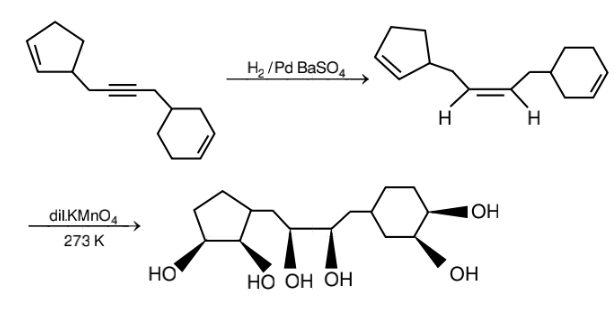 H₂ /Pd BaSO₄
H H
dil.KMnO₄
273 K
OH
HO HO OH OH OH